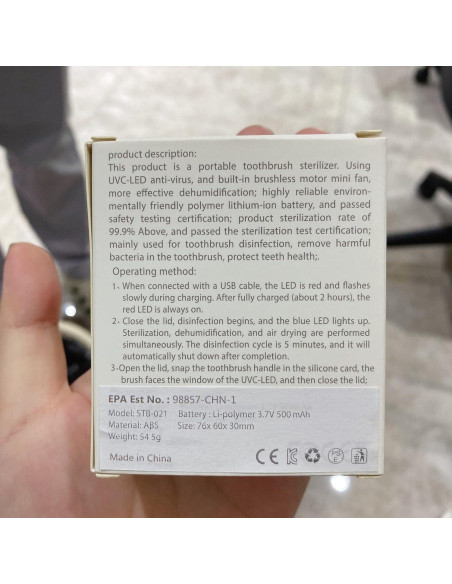 product description:
This product is a portable toothbrush sterilizer. Using
UVC-LED anti-virus, and built-in brushless motor mini fan,
more effective dehumidification; highly reliable environ-
mentally friendly polymer lithium-ion battery, and passed
safety testing certification; product sterilization rate of
99.9% Above, and passed the sterilization test certification;
mainly used for toothbrush disinfection, remove harmful
bacteria in the toothbrush, protect teeth health;.
Operating method:
1- When connected with a USB cable, the LED is red and flashes
slowly during charging. After fully charged (about 2 hours), the
red LED is always on.
2- Close the lid, disinfection begins, and the blue LED lights up.
Sterilization, dehumidification, and air drying are performed
simultaneously. The disinfection cycle is 5 minutes, and it will
automatically shut down after completion.
3-Open the lid, snap the toothbrush handle in the silicone card, the
brush faces the window of the UVC-LED, and then close the lid;
EPA Est No.: 98857-CHN-1
Model: STB-021 Battery: Li-polymer 3.7V 500 mAh
Material: ABS Size: 76x 60x 30mm
Weight: 54.5g
Made in China CE